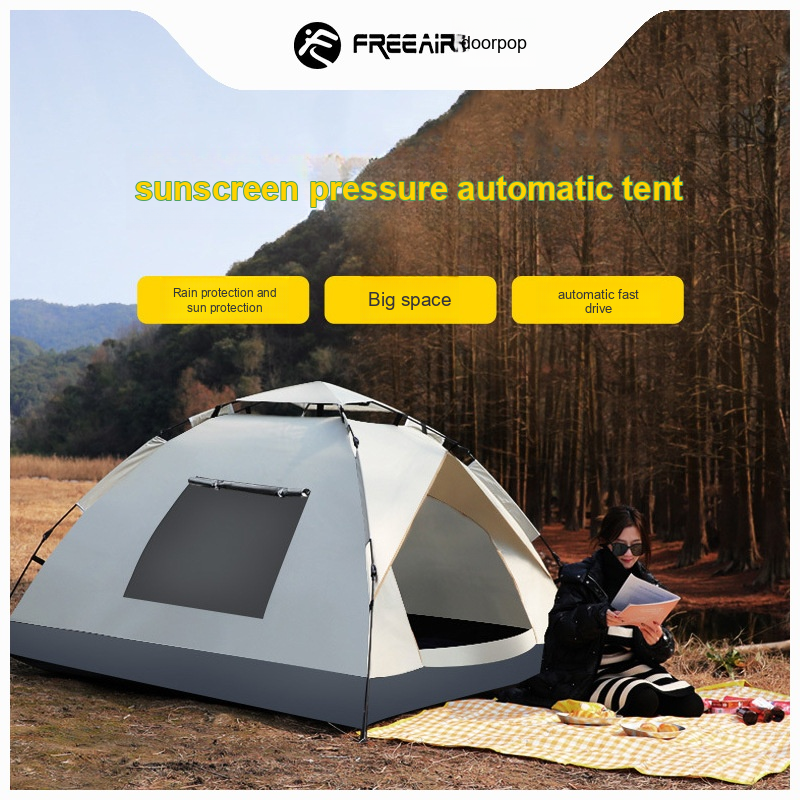 FREEAIR doorpop
sunscreen pressure automatic tent
Rain protection and
sun protection
Big space
automatic fast
drive